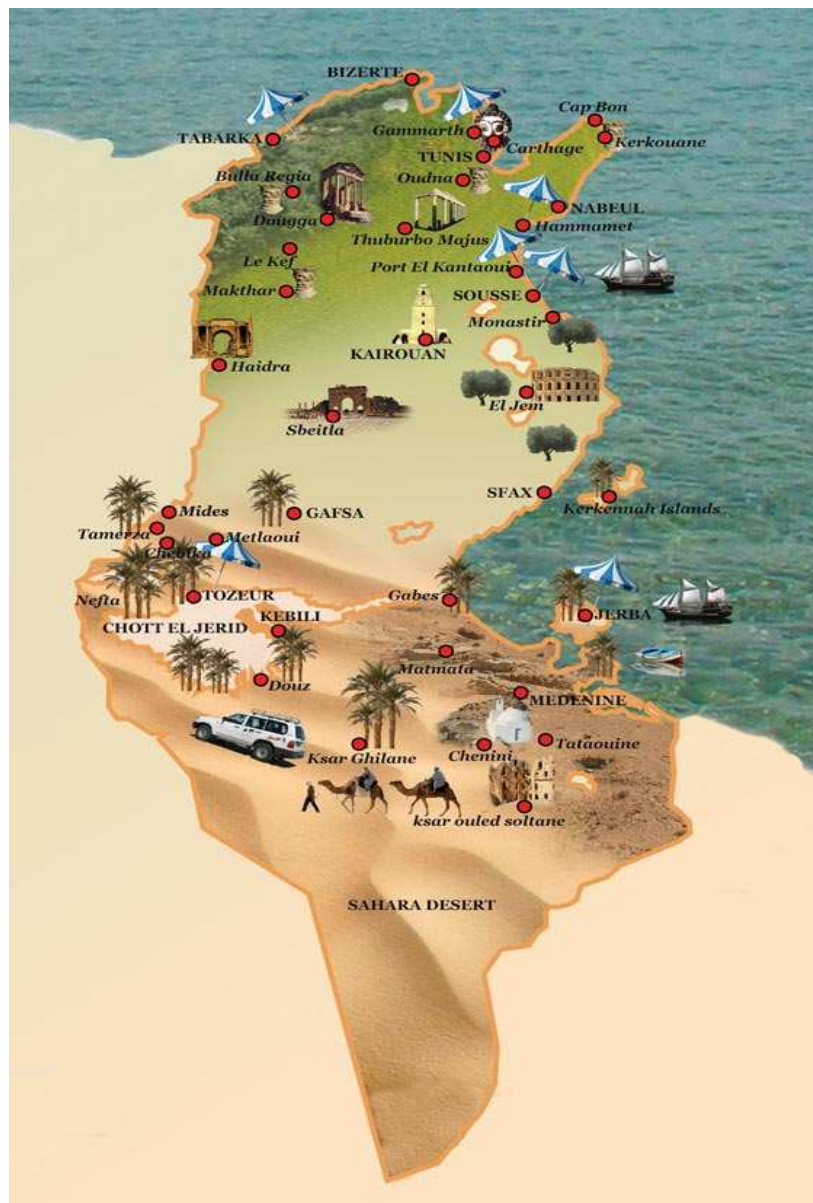 BIZERTE
Cap Bon
Gammarth
TABARKA
Carthage
Kerkouane
TUNIS
Bulla Regia
Oudna
NABEUL
Dougga
Hammamet
Thuburbo Majus
Le Kef
Port El Kantaoui
Makthar
SOUSSE
Monastir
KAIROUAN
Haidra
El Jem
Sbeitla
SFAX
Kerkennah Islands
Mides
GAFSA
Tamerza
Metlaoui
Chebika
Nefta
TOZEUR
Gabes
KEBILI
JERBA
CHOTT EL JERID
Matmata
Douz
MEDENINE
Ksar Ghilane
Chenini
Tataouine
ksar ouled soltane
SAHARA DESERT